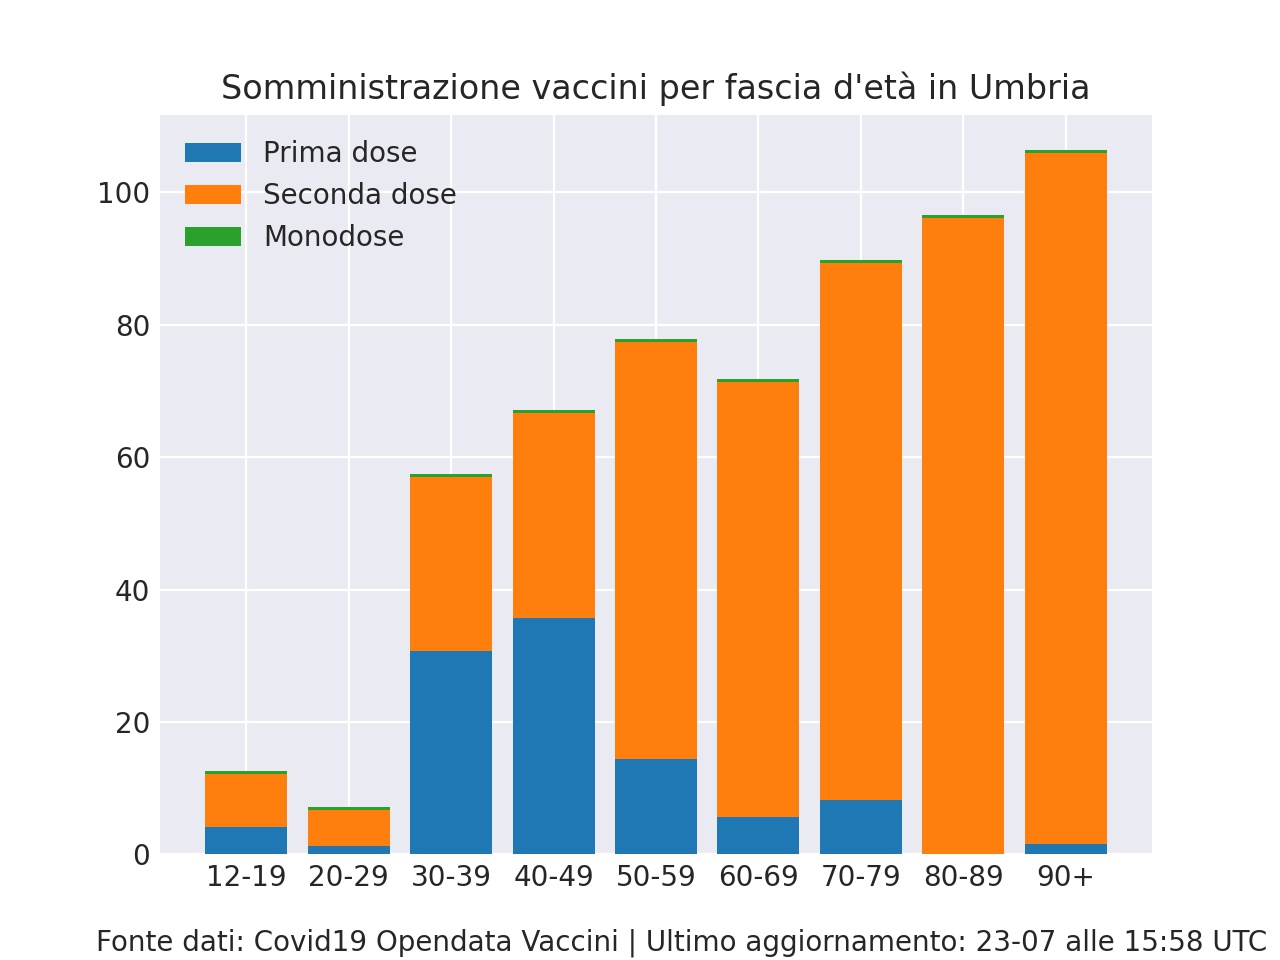 Somministrazione vaccini per fascia d'età in Umbria
Prima dose
Seconda dose
Monodose
100
80
60
40
20
0
12-19 20-29 30-39 40-49 50-59 60-69 70-79 80-89 90+
Fonte dati: Covid19 Opendata Vaccini | Ultimo aggiornamento: 23-07 alle 15:58 UTC